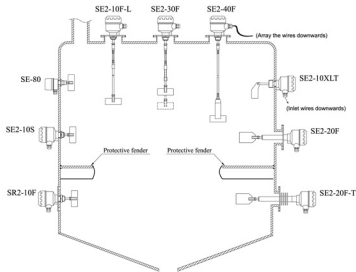 SE2-10F-L
SE2-30F
SE2-40F
(Array the wires downwards)
SE-80
SE2-10XLT
(Inlet wires downwards)
SE2-10S
SE2-20F
Protective fender
Protective fender
SR2-10F
SE2-20F-T